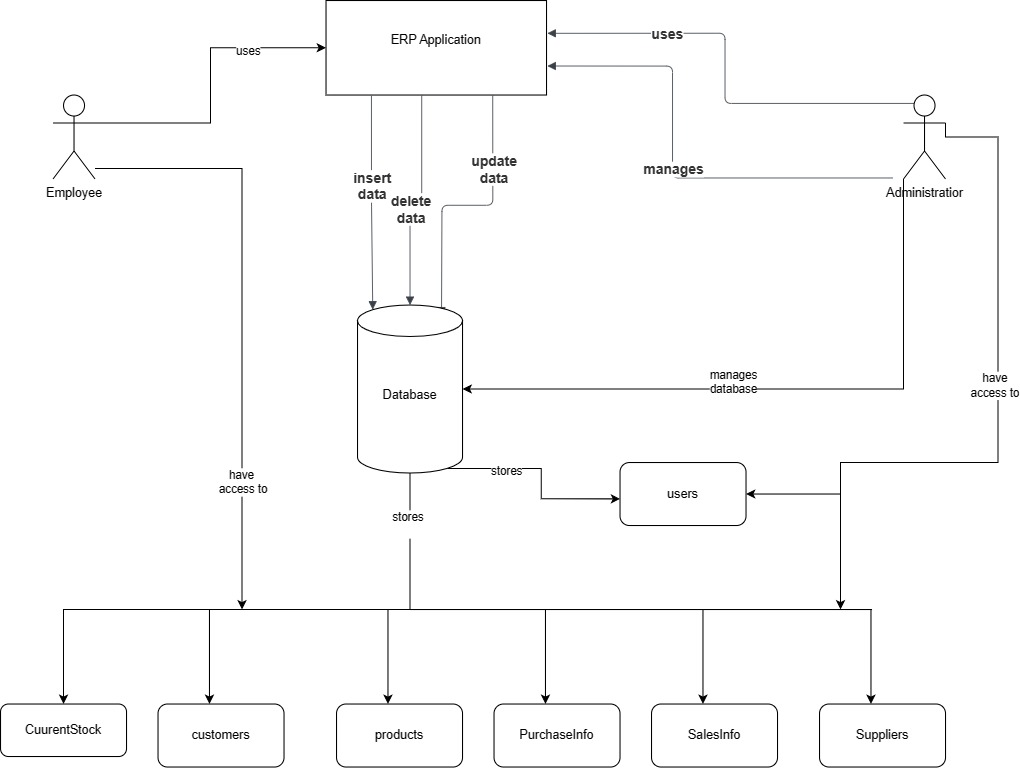 ERP Application
uses
uses
manages
Employee
Administratior
insert
data
delete
data
update
data
Database
manages
database
have
access to
have
access to
stores
users
stores
CuurentStock
customers
products
PurchaseInfo
SalesInfo
Suppliers